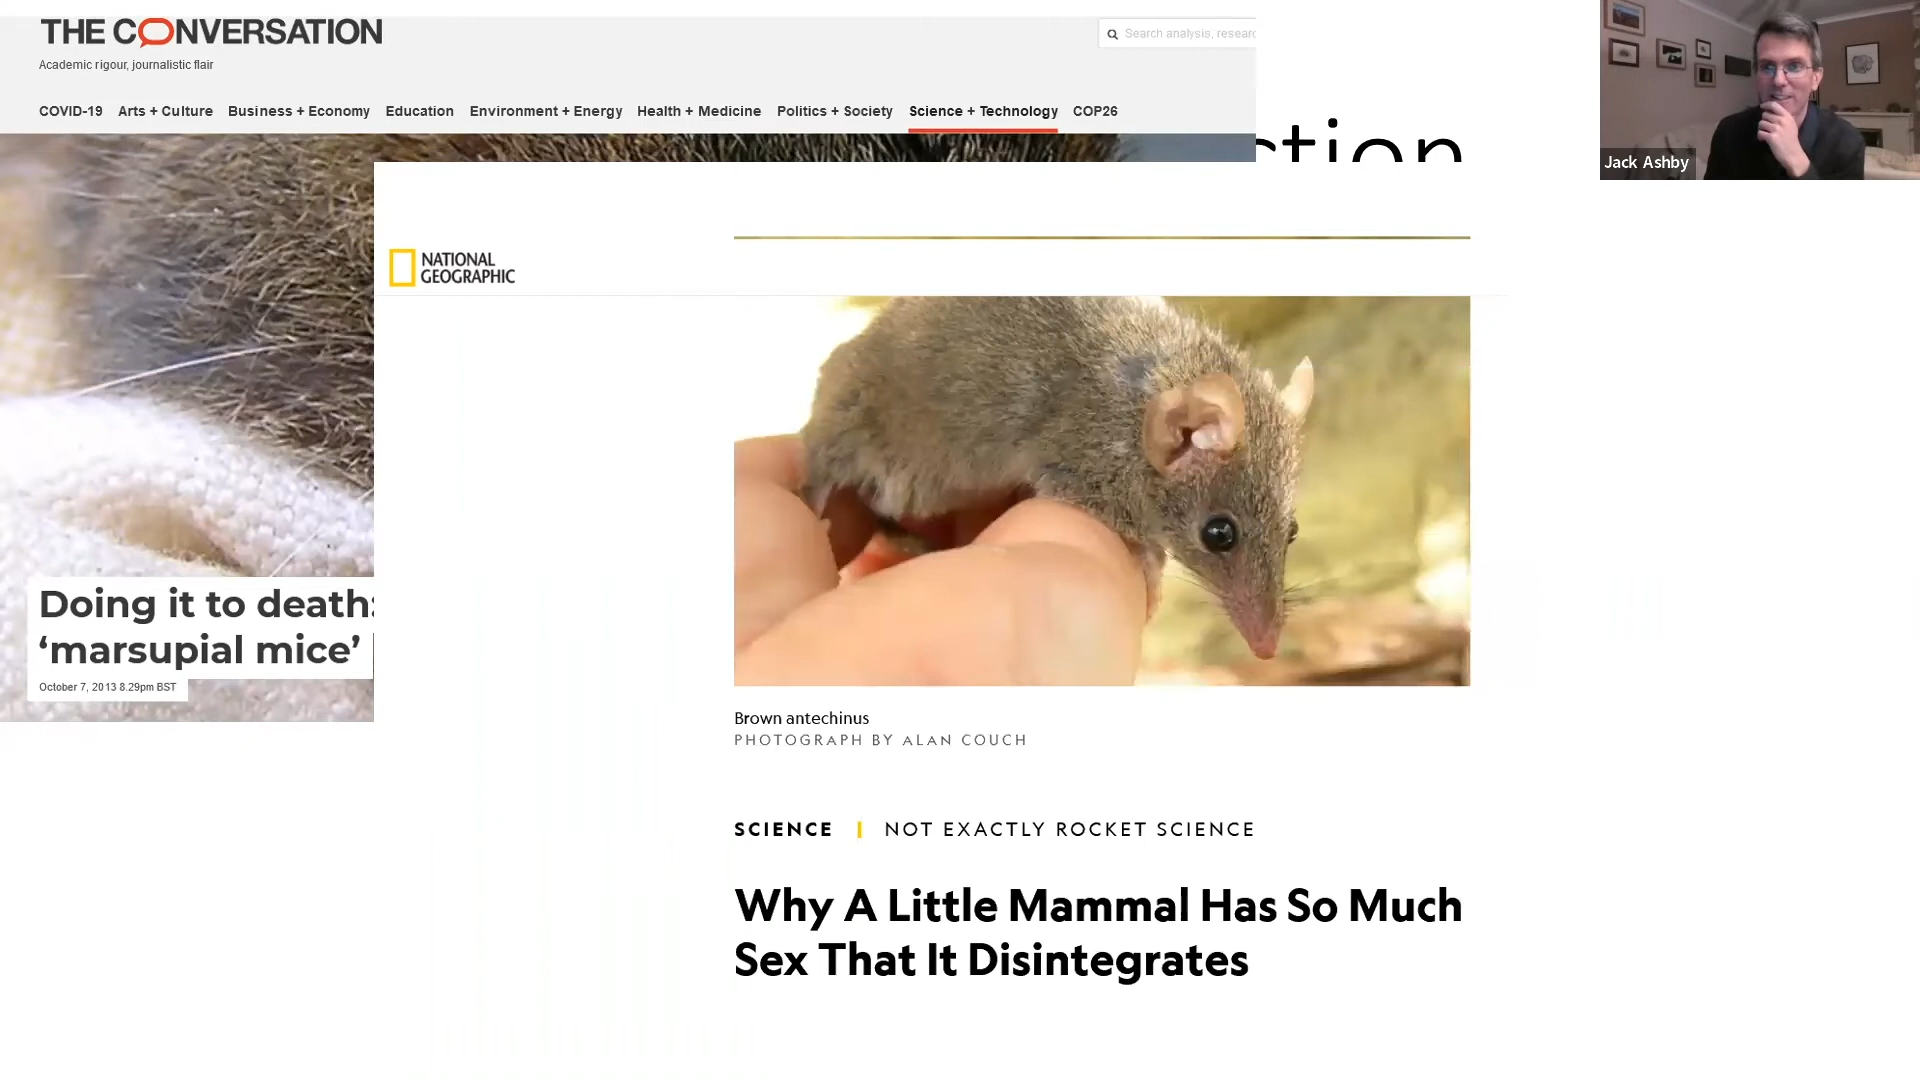 THE CONVERSATION
Academic rigour, journalistic flair
Search analysis, researc
COVID-19 Arts + Culture Business + Economy Education Environment + Energy Health + Medicine Politics + Society Science + Technology COP26
ction
Jack Ashby
NATIONAL
GEOGRAPHIC
Doing it to death:
‘marsupial mice’
October 7, 2013 8.29pm BST
Brown antechinus
PHOTOGRAPH BY ALAN COUCH
SCIENCE | NOT EXACTLY ROCKET SCIENCE
Why A Little Mammal Has So Much
Sex That It Disintegrates